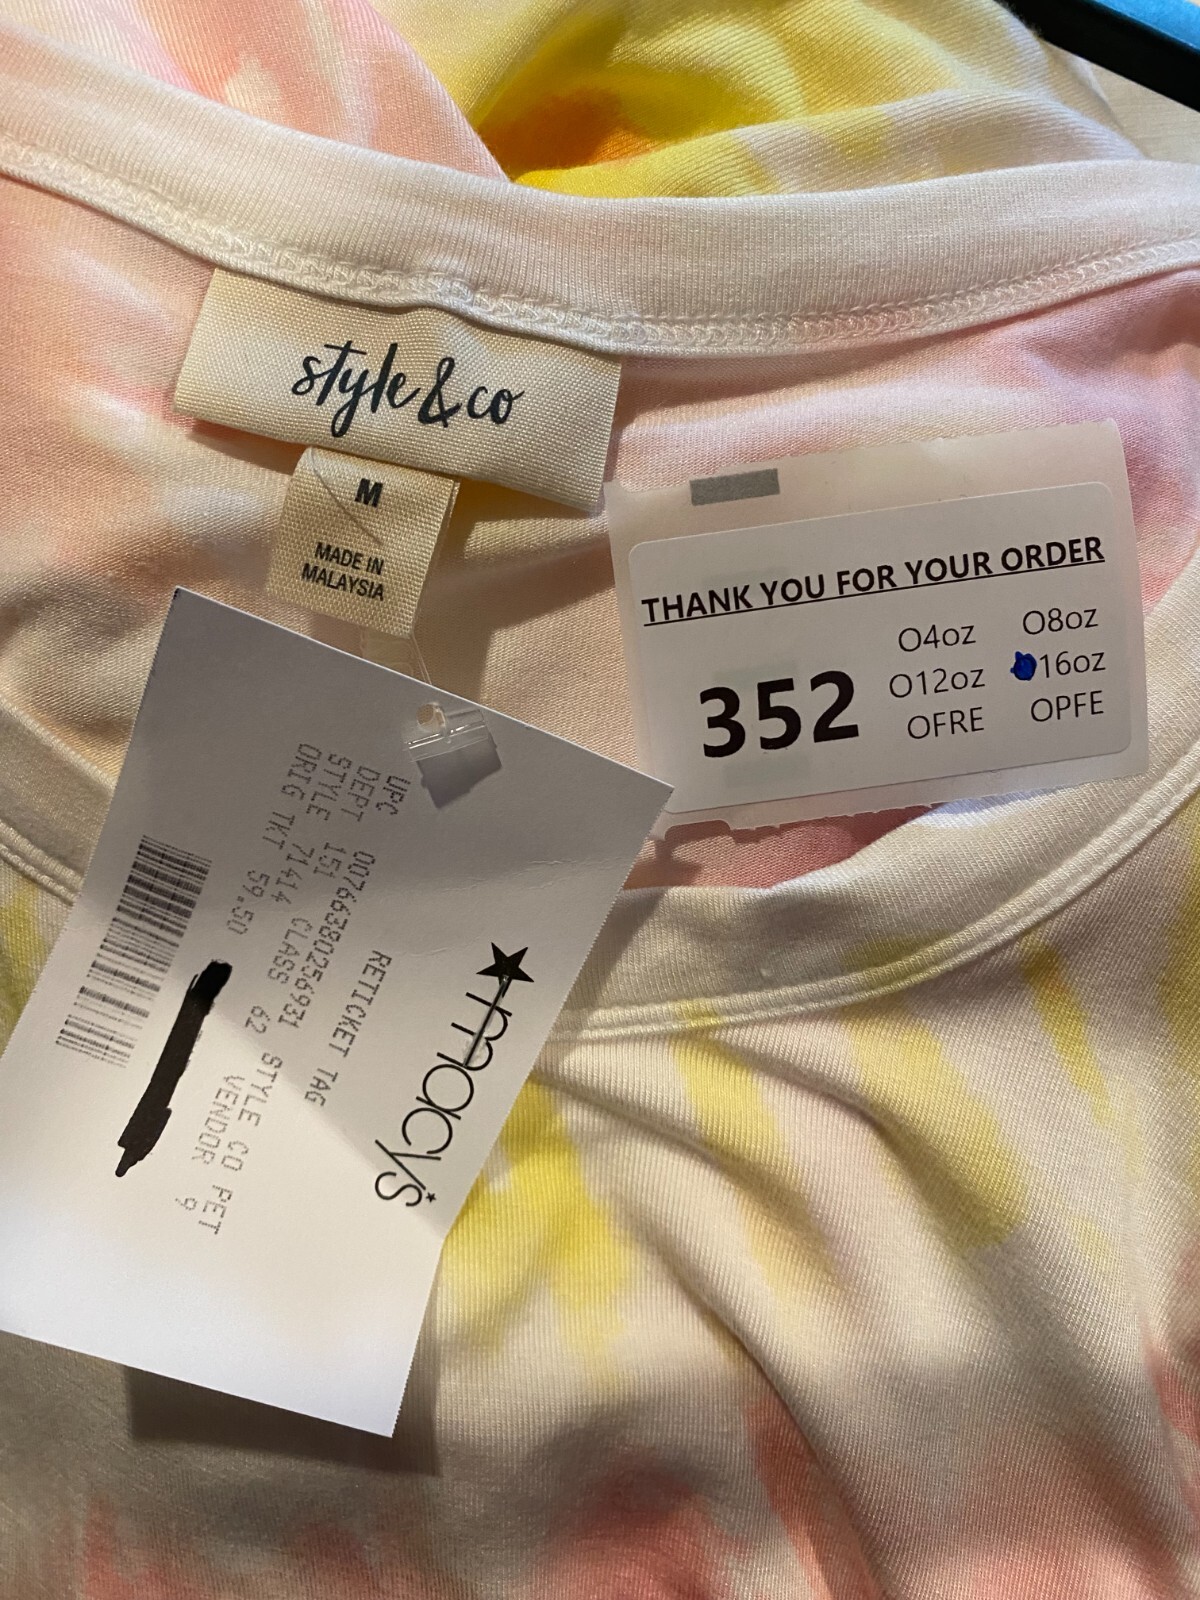 style&co
M
MADE IN
MALAYSIA
THANK YOU FOR YOUR ORDER
352
O4oz O8oz
O12oz 16oz
OFRE OPFE
macy's
RETICKET TAG
UPC 00766380256931
DEPT 151 CLASS 62 STYLE CO PET
STYLE 71414 VENDOR 9
ORIG TKT 59.50